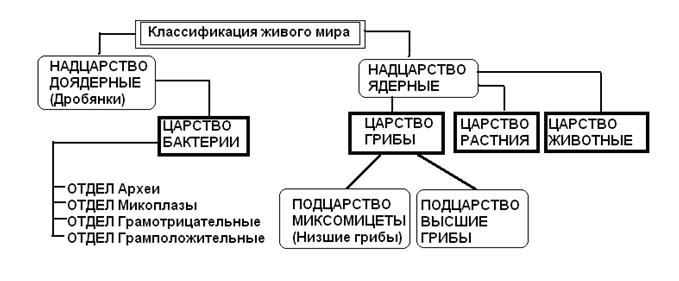 Классификация живого мира
НАДЦАРСТВО
ДОЯДЕРНЫЕ
(Дробянки)
НАДЦАРСТВО
ЯДЕРНЫЕ
ЦАРСТВО
БАКТЕРИИ
ЦАРСТВО
ГРИБЫ
ЦАРСТВО
РАСТНИЯ
ЦАРСТВО
ЖИВОТНЫЕ
ОТДЕЛ Археи
ОТДЕЛ Микоплазы
ОТДЕЛ Грамотрицательные
ОТДЕЛ Грамположительные
ПОДЦАРСТВО
МИКСОМИЦЕТЫ
(Низшие грибы)
ПОДЦАРСТВО
ВЫСШИЕ
ГРИБЫ